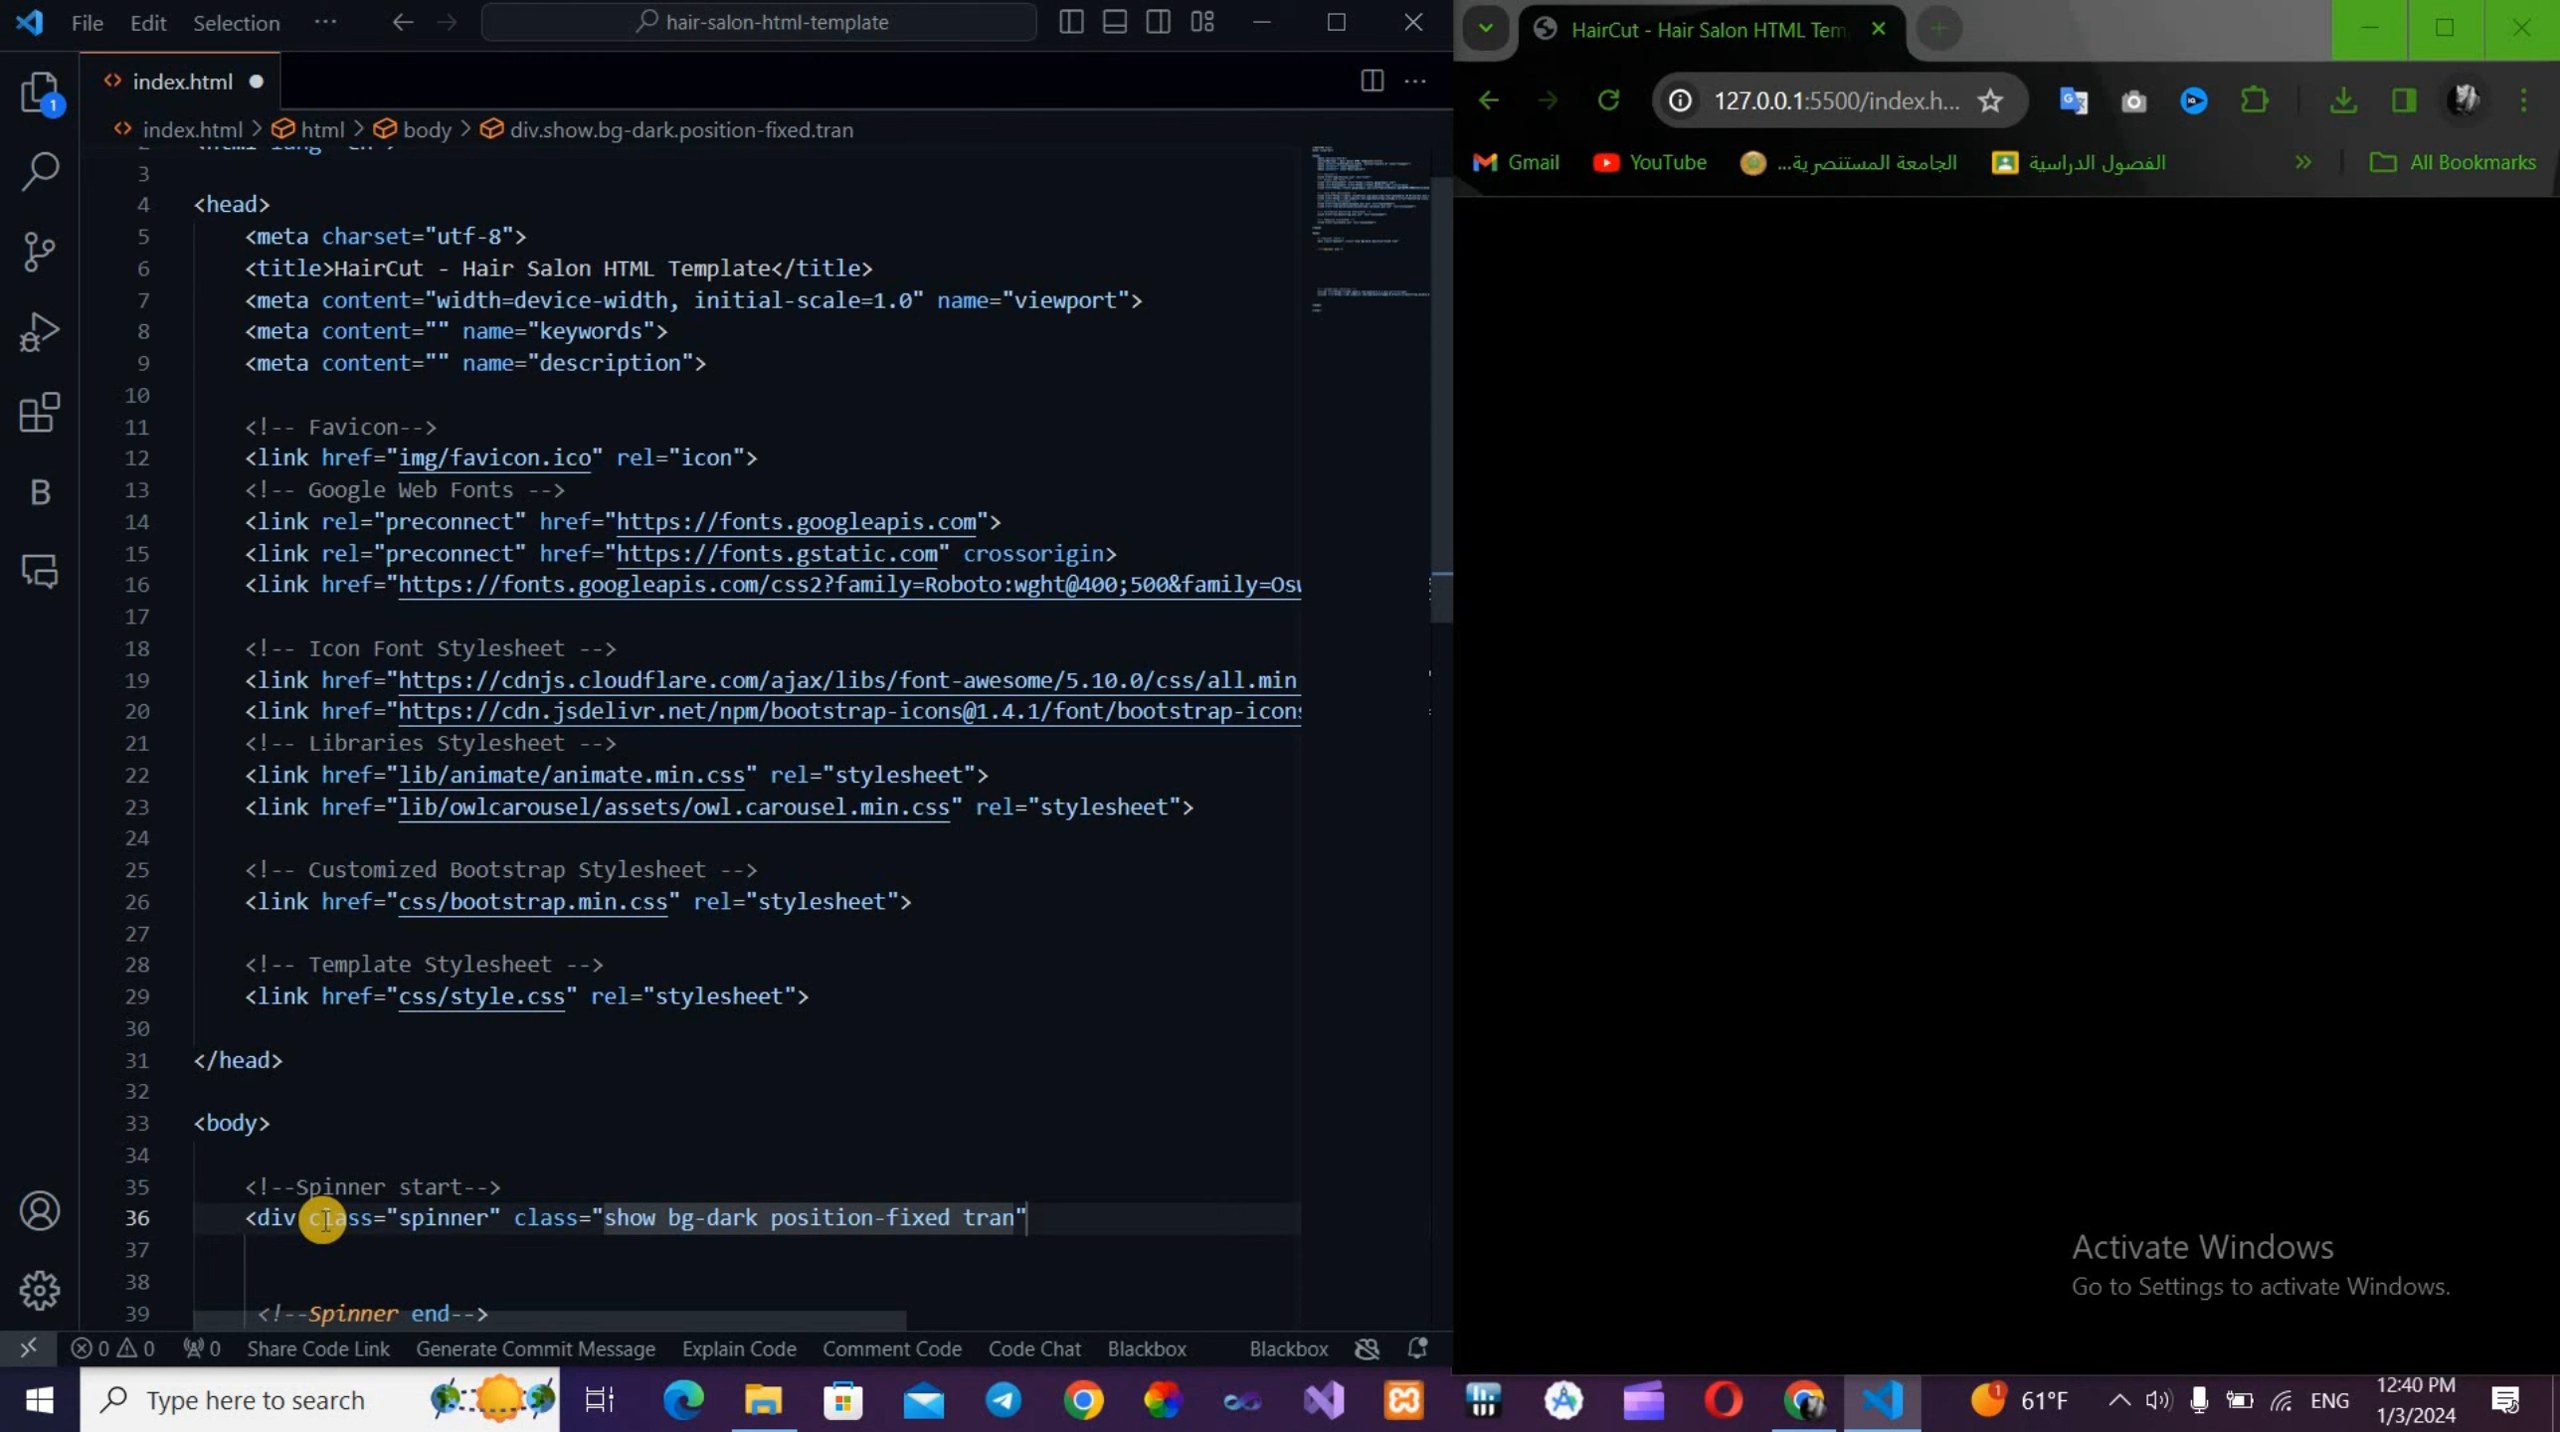 File Edit Selection ··· hair-salon-html-template
index.html
index.html > html > body > div.show.bg-dark.position-fixed.tran
3
4 <head>
5 <meta charset="utf-8">
6 <title>HairCut - Hair Salon HTML Template</title>
7 <meta content="width=device-width, initial-scale=1.0" name="viewport">
8 <meta content="" name="keywords">
9 <meta content="" name="description">
10
11 <!-- Favicon-->
12 <link href="img/favicon.ico" rel="icon">
13 <!-- Google Web Fonts -->
14 <link rel="preconnect" href="https://fonts.googleapis.com">
15 <link rel="preconnect" href="https://fonts.gstatic.com" crossorigin>
16 <link href="https://fonts.googleapis.com/css2?family=Roboto:wght@400;500&family=Osw
17
18 <!-- Icon Font Stylesheet -->
19 <link href="https://cdnjs.cloudflare.com/ajax/libs/font-awesome/5.10.0/css/all.min
20 <link href="https://cdn.jsdelivr.net/npm/bootstrap-icons@1.4.1/font/bootstrap-icons
21 <!-- Libraries Stylesheet -->
22 <link href="lib/animate/animate.min.css" rel="stylesheet">
23 <link href="lib/owlcarousel/assets/owl.carousel.min.css" rel="stylesheet">
24
25 <!-- Customized Bootstrap Stylesheet -->
26 <link href="css/bootstrap.min.css" rel="stylesheet">
27
28 <!-- Template Stylesheet -->
29 <link href="css/style.css" rel="stylesheet">
30
31 </head>
32
33 <body>
34
35 <!--Spinner start-->
36 <div class="spinner" class="show bg-dark position-fixed tran"
37
38
39 <!--Spinner end-->
0 0 0 Share Code Link Generate Commit Message Explain Code Comment Code Code Chat Blackbox Blackbox
HairCut - Hair Salon HTML Tem
127.0.0.1:5500/index.h...
Gmail YouTube الجامعة المستنصرية... الفصول الدراسية » All Bookmarks
Activate Windows
Go to Settings to activate Windows.
Type here to search
1 61°F ENG 12:40 PM
1/3/2024